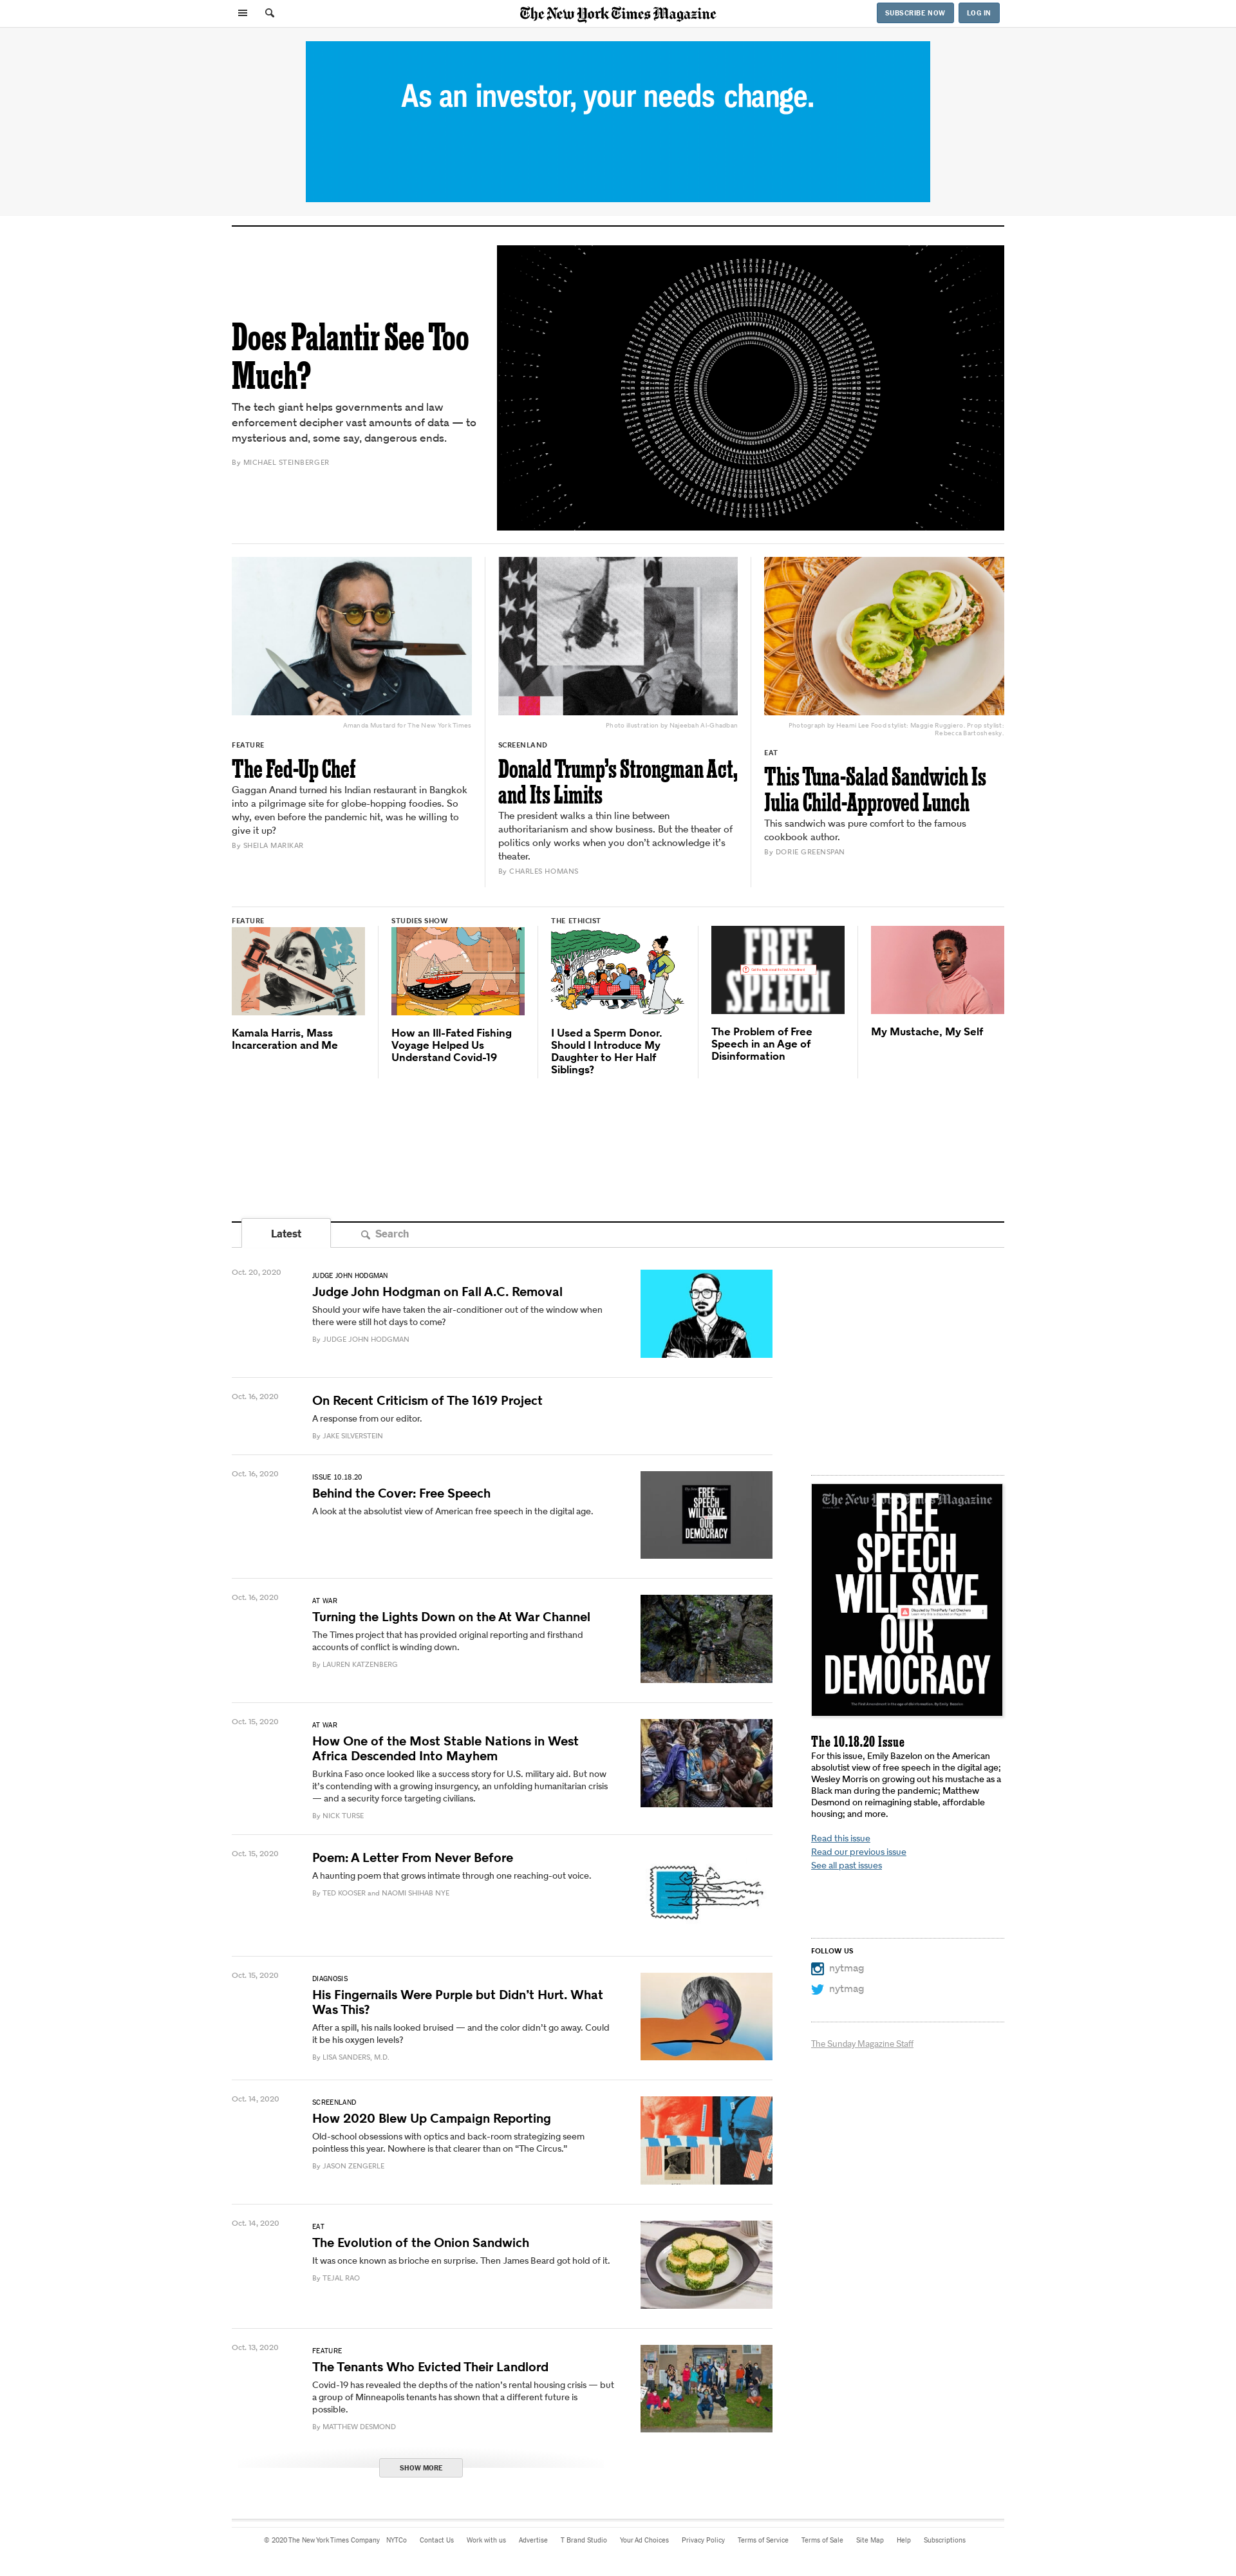 The New York Times Magazine
SUBSCRIBE NOW
LOG IN
As an investor, your needs change.
Does Palantir See Too
Much?
The tech giant helps governments and law
enforcement decipher vast amounts of data — to
mysterious and, some say, dangerous ends.
By MICHAEL STEINBERGER
Amanda Mustard for The New York Times
FEATURE
The Fed-Up Chef
Gaggan Anand turned his Indian restaurant in Bangkok
into a pilgrimage site for globe-hopping foodies. So
why, even before the pandemic hit, was he willing to
give it up?
By SHEILA MARIKAR
Photo illustration by Najeebah Al-Ghadban
SCREENLAND
Donald Trump's Strongman Act,
and Its Limits
The president walks a thin line between
authoritarianism and show business. But the theater of
politics only works when you don't acknowledge it's
theater.
By CHARLES HOMANS
Photograph by Heami Lee Food stylist: Maggie Ruggiero. Prop stylist:
Rebecca Bartoshesky.
EAT
This Tuna-Salad Sandwich Is
Julia Child-Approved Lunch
This sandwich was pure comfort to the famous
cookbook author.
By DORIE GREENSPAN
FEATURE
Kamala Harris, Mass
Incarceration and Me
STUDIES SHOW
How an Ill-Fated Fishing
Voyage Helped Us
Understand Covid-19
THE ETHICIST
I Used a Sperm Donor.
Should I Introduce My
Daughter to Her Half
Siblings?
FREE
SPEECH
The Problem of Free
Speech in an Age of
Disinformation
My Mustache, My Self
Latest
Search
Oct. 20, 2020
JUDGE JOHN HODGMAN
Judge John Hodgman on Fall A.C. Removal
Should your wife have taken the air-conditioner out of the window when
there were still hot days to come?
By JUDGE JOHN HODGMAN
Oct. 16, 2020
On Recent Criticism of The 1619 Project
A response from our editor.
By JAKE SILVERSTEIN
Oct. 16, 2020
ISSUE 10.18.20
Behind the Cover: Free Speech
A look at the absolutist view of American free speech in the digital age.
FREE
SPEECH
WILL SAVE
OUR
DEMOCRACY
Oct. 16, 2020
AT WAR
Turning the Lights Down on the At War Channel
The Times project that has provided original reporting and firsthand
accounts of conflict is winding down.
By LAUREN KATZENBERG
Oct. 15, 2020
AT WAR
How One of the Most Stable Nations in West
Africa Descended Into Mayhem
Burkina Faso once looked like a success story for U.S. military aid. But now
it's contending with a growing insurgency, an unfolding humanitarian crisis
— and a security force targeting civilians.
By NICK TURSE
Oct. 15, 2020
Poem: A Letter From Never Before
A haunting poem that grows intimate through one reaching-out voice.
By TED KOOSER and NAOMI SHIHAB NYE
Oct. 15, 2020
DIAGNOSIS
His Fingernails Were Purple but Didn't Hurt. What
Was This?
After a spill, his nails looked bruised — and the color didn't go away. Could
it be his oxygen levels?
By LISA SANDERS, M.D.
Oct. 14, 2020
SCREENLAND
How 2020 Blew Up Campaign Reporting
Old-school obsessions with optics and back-room strategizing seem
pointless this year. Nowhere is that clearer than on "The Circus."
By JASON ZENGERLE
Oct. 14, 2020
EAT
The Evolution of the Onion Sandwich
It was once known as brioche en surprise. Then James Beard got hold of it.
By TEJAL RAO
Oct. 13, 2020
FEATURE
The Tenants Who Evicted Their Landlord
Covid-19 has revealed the depths of the nation's rental housing crisis — but
a group of Minneapolis tenants has shown that a different future is
possible.
By MATTHEW DESMOND
SHOW MORE
The New York Times Magazine
FREE
SPEECH
WILL SAVE
OUR
DEMOCRACY
The 10.18.20 Issue
For this issue, Emily Bazelon on the American
absolutist view of free speech in the digital age;
Wesley Morris on growing out his mustache as a
Black man during the pandemic; Matthew
Desmond on reimagining stable, affordable
housing; and more.
Read this issue
Read our previous issue
See all past issues
FOLLOW US
nytmag
nytmag
The Sunday Magazine Staff
© 2020 The New York Times Company NYTCo Contact Us Work with us Advertise T Brand Studio Your Ad Choices Privacy Policy Terms of Service Terms of Sale Site Map Help Subscriptions